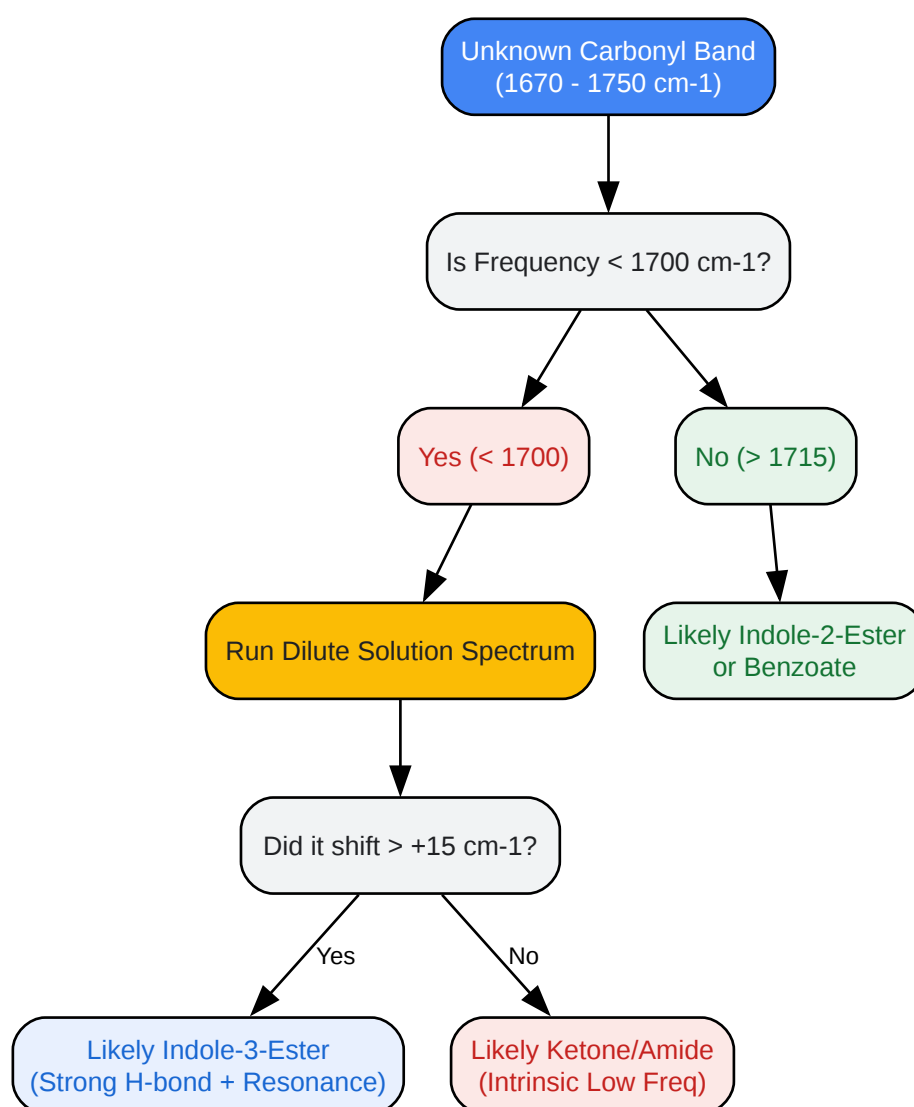 Unknown Carbonyl Band
(1670 - 1750 cm-1)
Is Frequency < 1700 cm-1?
Yes (< 1700)
No (> 1715)
Run Dilute Solution Spectrum
Likely Indole-2-Ester
or Benzoate
Did it shift > +15 cm-1?
Yes
No
Likely Indole-3-Ester
(Strong H-bond + Resonance)
Likely Ketone/Amide
(Intrinsic Low Freq)